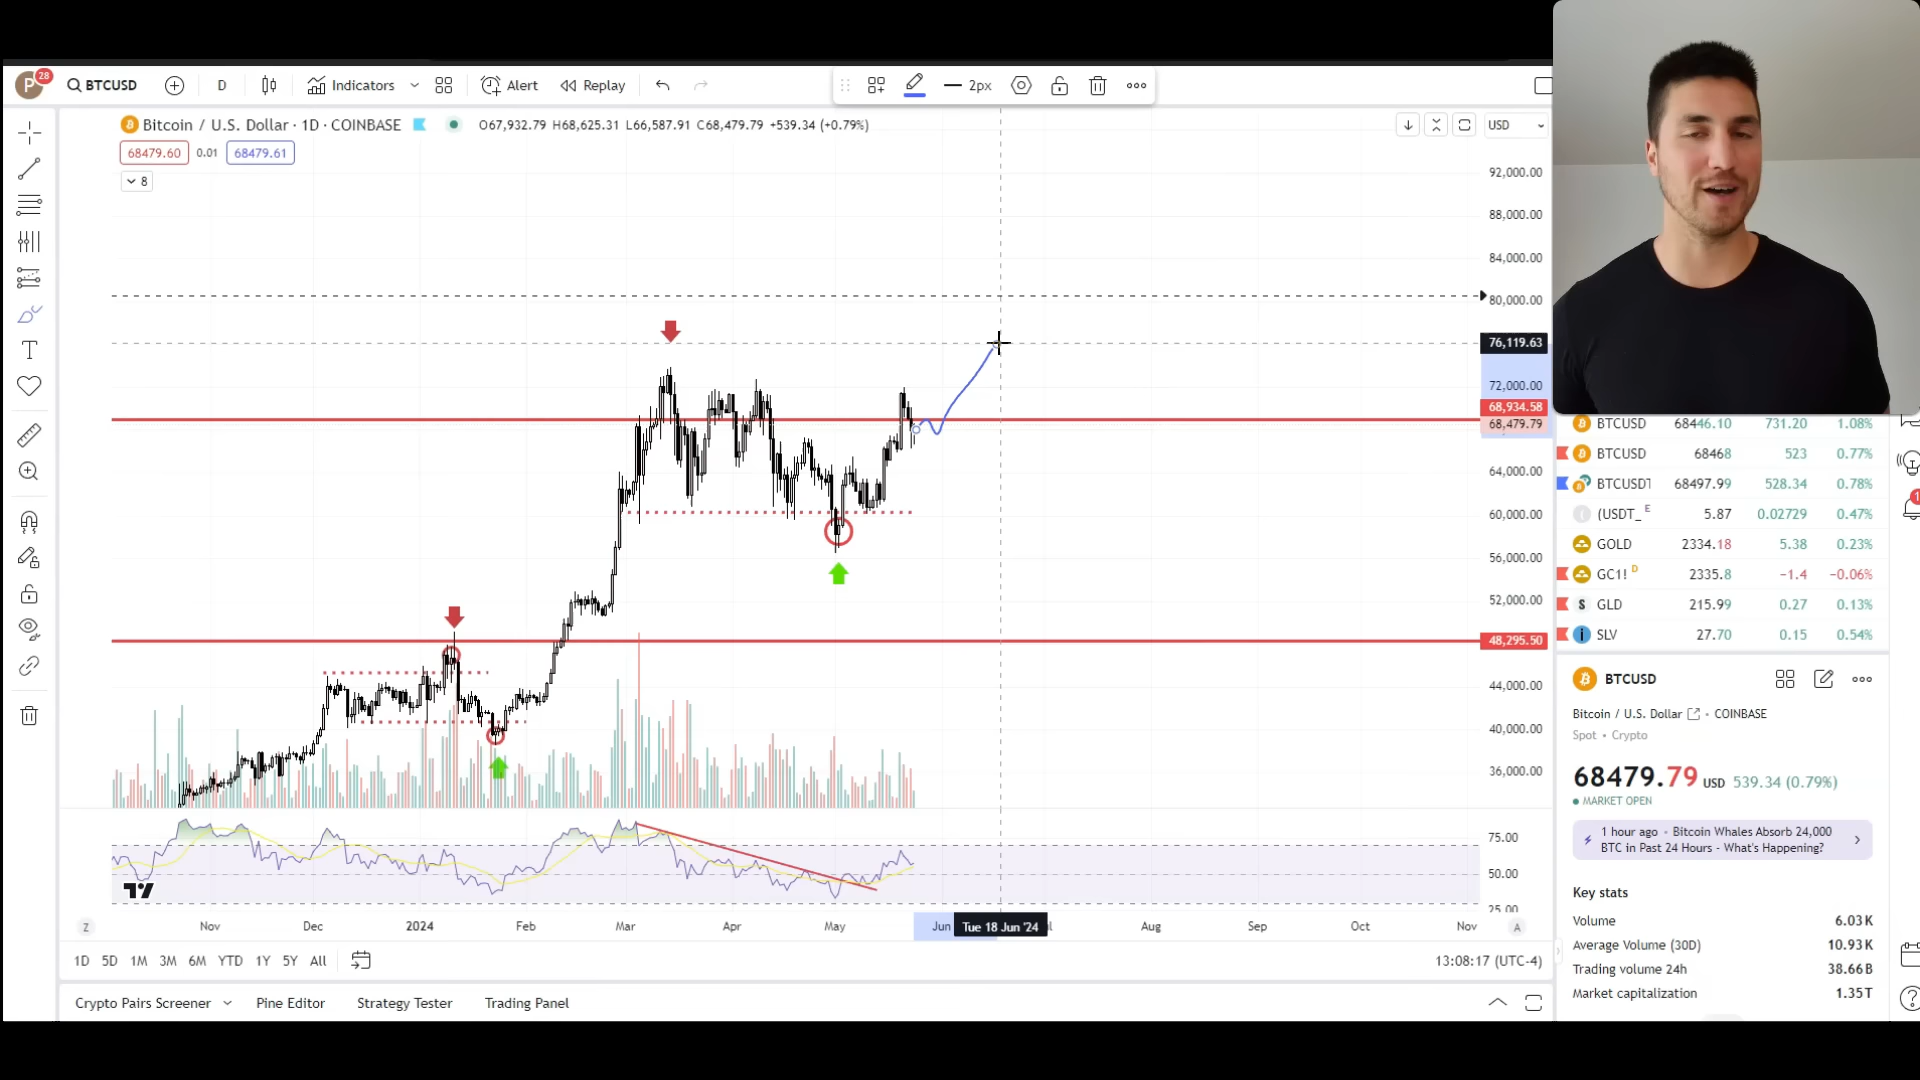 P 28 BTCUSD D Indicators Alert Replay 2px
Bitcoin / U.S. Dollar · 1D · COINBASE O67,932.79 H68,625.31 L66,587.91 C68,479.79 +539.34 (+0.79%) USD
68479.60 0.01 68479.61
8
92,000.00
88,000.00
84,000.00
80,000.00
76,119.63
72,000.00
68,934.58
68,479.79
64,000.00
60,000.00
56,000.00
52,000.00
48,295.50
44,000.00
40,000.00
36,000.00
75.00
50.00
25.00
Z Nov Dec 2024 Feb Mar Apr May Jun Tue 18 Jun '24 Aug Sep Oct Nov A
1D 5D 1M 3M 6M YTD 1Y 5Y All 13:08:17 (UTC-4)
Crypto Pairs Screener Pine Editor Strategy Tester Trading Panel
BTCUSD 68446.10 731.20 1.08%
BTCUSD 68468 523 0.77%
BTCUSDT 68497.99 528.34 0.78%
(USDT_ E 5.87 0.02729 0.47%
GOLD 2334.18 5.38 0.23%
GC1! D 2335.8 −1.4 −0.06%
S GLD 215.99 0.27 0.13%
SLV 27.70 0.15 0.54%
BTCUSD
Bitcoin / U.S. Dollar • COINBASE
Spot • Crypto
68479.79 USD 539.34 (0.79%)
MARKET OPEN
1 hour ago • Bitcoin Whales Absorb 24,000
BTC in Past 24 Hours - What's Happening?
Key stats
Volume 6.03K
Average Volume (30D) 10.93K
Trading volume 24h 38.66B
Market capitalization 1.35T